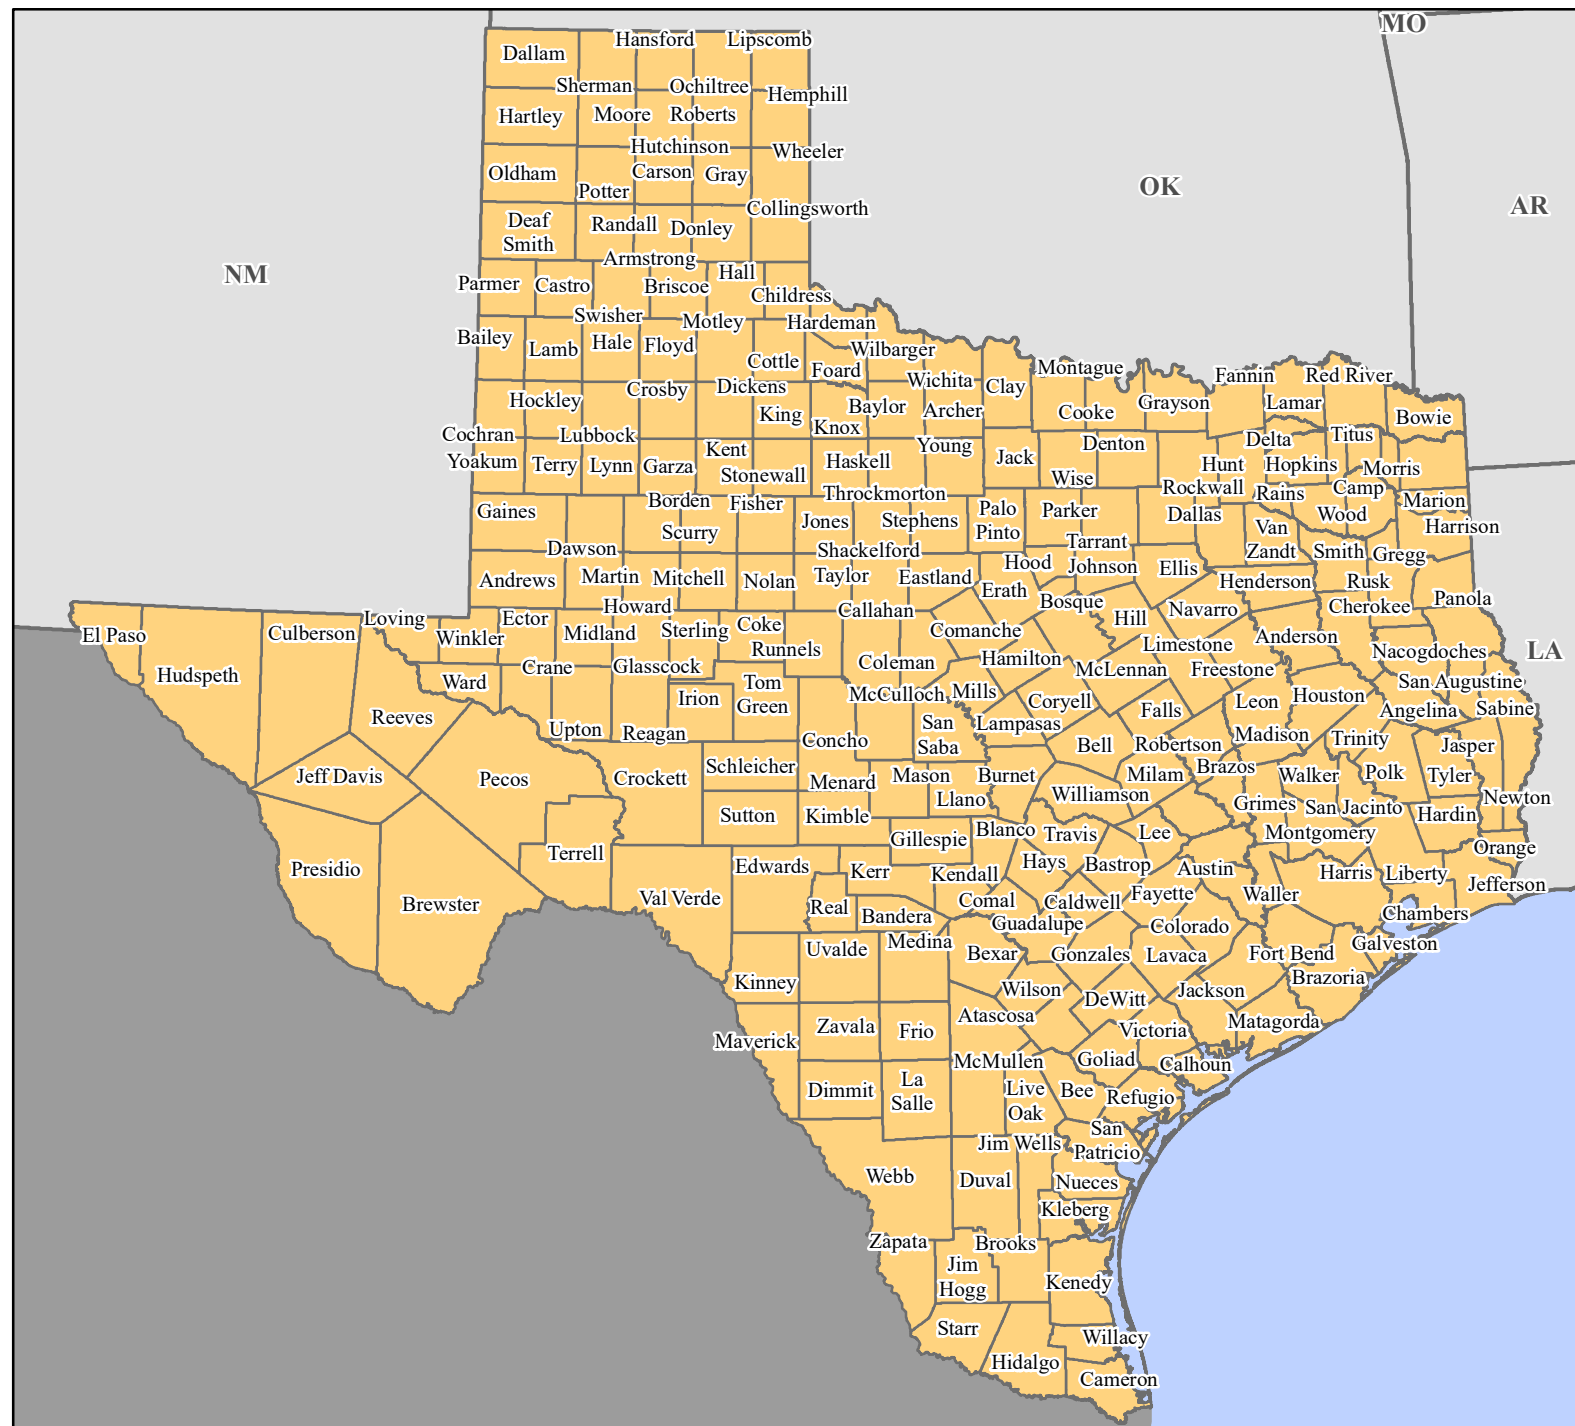 MO
Dallam
Hansford
Lipscomb
Sherman
Ochiltree
Hemphill
Hartley
Moore
Roberts
Hutchinson
Wheeler
Oldham
Potter
Carson
Gray
OK
AR
Collingsworth
Deaf
Smith
Randall
Donley
Armstrong
NM
Parmer
Castro
Briscoe
Hall
Childress
Swisher
Motley
Hardeman
Bailey
Lamb
Hale
Floyd
Cottle
Foard
Wilbarger
Wichita
Clay
Montague
Fannin
Red River
Crosby
Dickens
Hockley
King
Knox
Baylor
Archer
Cooke
Grayson
Lamar
Bowie
Cochran
Lubbock
Kent
Young
Denton
Delta
Titus
Yoakum
Terry
Lynn
Garza
Stonewall
Haskell
Jack
Wise
Hunt
Hopkins
Morris
Rockwall
Rains
Camp
Marion
Borden
Fisher
Throckmorton
Gaines
Scurry
Jones
Stephens
Palo
Pinto
Parker
Dallas
Van
Zandt
Wood
Harrison
Dawson
Shackelford
Tarrant
Smith
Gregg
Andrews
Martin
Mitchell
Nolan
Taylor
Eastland
Hood
Johnson
Ellis
Henderson
Rusk
Panola
Erath
Bosque
Navarro
Cherokee
Loving
Ector
Howard
Callahan
Hill
El Paso
Culberson
Winkler
Midland
Sterling
Coke
Runnels
Comanche
Limestone
Anderson
LA
Hudspeth
Crane
Glasscock
Coleman
Hamilton
McLennan
Freestone
Nacogdoches
Ward
Irion
Tom
Green
McCulloch
Mills
Coryell
Falls
Leon
Houston
San Augustine
Reeves
Upton
Reagan
Concho
San
Saba
Lampasas
Bell
Robertson
Madison
Trinity
Angelina
Sabine
Jasper
Jeff Davis
Pecos
Crockett
Schleicher
Menard
Mason
Burnet
Milam
Brazos
Walker
Polk
Tyler
Newton
Llano
Williamson
Grimes
San Jacinto
Hardin
Sutton
Kimble
Gillespie
Blanco
Travis
Lee
Montgomery
Orange
Presidio
Terrell
Edwards
Kerr
Kendall
Hays
Bastrop
Austin
Harris
Liberty
Jefferson
Brewster
Val Verde
Real
Bandera
Comal
Caldwell
Fayette
Waller
Chambers
Guadalupe
Colorado
Uvalde
Medina
Bexar
Gonzales
Lavaca
Fort Bend
Galveston
Kinney
Wilson
DeWitt
Jackson
Brazoria
Maverick
Zavala
Frio
Atascosa
Victoria
Matagorda
McMullen
Goliad
Calhoun
Dimmit
La
Salle
Live
Oak
Bee
Refugio
Jim Wells
San
Patricio
Webb
Duval
Nueces
Kleberg
Zapata
Brooks
Jim
Hogg
Kenedy
Starr
Willacy
Hidalgo
Cameron